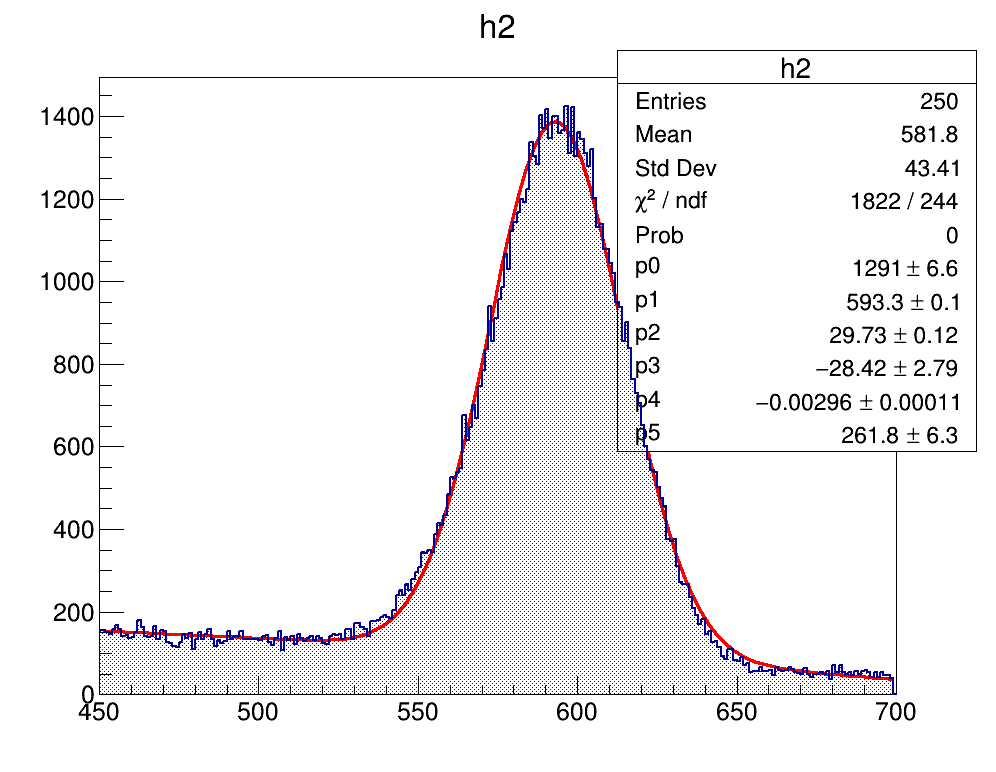 h2
h2
Entries 250
Mean 581.8
Std Dev 43.41
χ² / ndf 1822 / 244
Prob 0
p0 1291 ± 6.6
p1 593.3 ± 0.1
p2 29.73 ± 0.12
p3 −28.42 ± 2.79
p4 −0.00296 ± 0.00011
p5 261.8 ± 6.3
1400
1200
1000
800
600
400
200
0
450 500 550 600 650 700